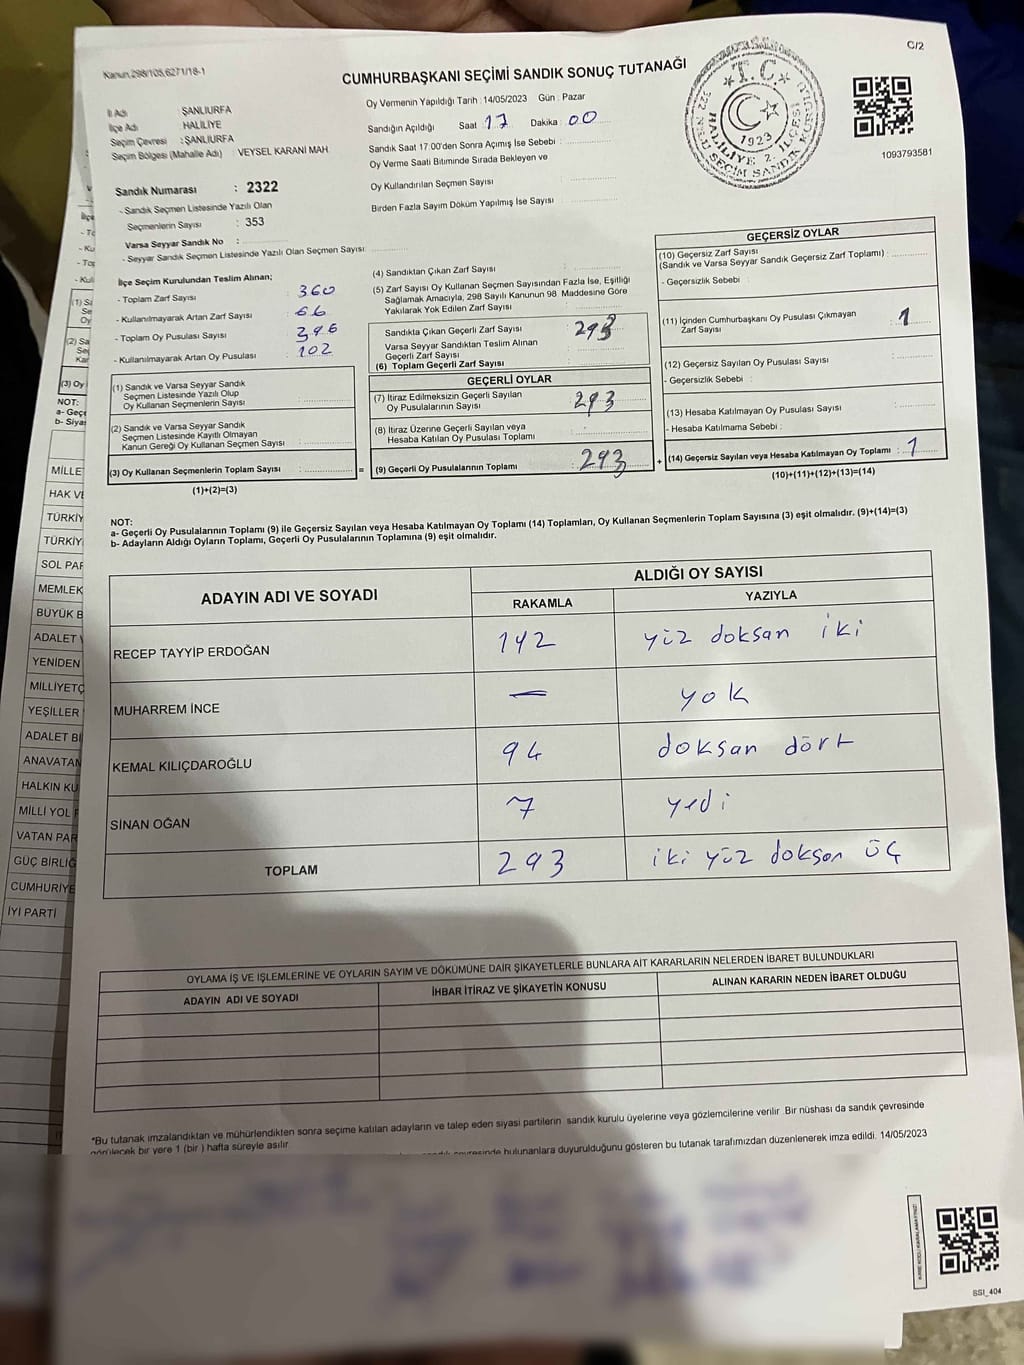 C/2
Kanun.298/105,6271/18-1
CUMHURBAŞKANI SEÇİMİ SANDIK SONUÇ TUTANAĞI
İl Adı ŞANLIURFA
İlçe Adı : HALİLİYE
Seçim Çevresi : ŞANLIURFA
Seçim Bölgesi (Mahalle Adı) : VEYSEL KARANİ MAH.
Sandık Numarası : 2322
- Sandık Seçmen Listesinde Yazılı Olan
Seçmenlerin Sayısı : 353
Varsa Seyyar Sandık No :
- Seyyar Sandık Seçmen Listesinde Yazılı Olan Seçmen Sayısı:
Oy Vermenin Yapıldığı Tarih :14/05/2023 Gün : Pazar
Sandığın Açıldığı Saat 17 Dakika 00
Sandık Saat 17.00'den Sonra Açımış İse Sebebi :
Oy Verme Saati Bitiminde Sırada Bekleyen ve
Oy Kullandırılan Seçmen Sayısı :
Birden Fazla Sayım Döküm Yapılmış İse Sayısı :
T.C.
1923
HALİLİYE 2. İLÇESİ
1093793581
İlçe Seçim Kurulundan Teslim Alınan;
- Toplam Zarf Sayısı : 360
- Kullanılmayarak Artan Zarf Sayısı : 66
- Toplam Oy Pusulası Sayısı : 396
- Kullanılmayarak Artan Oy Pusulası : 102
(1) Sandık ve Varsa Seyyar Sandık
Seçmen Listesinde Yazılı Olup
Oy Kullanan Seçmenlerin Sayısı :
(2) Sandık ve Varsa Seyyar Sandık
Seçmen Listesinde Kayıtlı Olmayan
Kanun Gereği Oy Kullanan Seçmen Sayısı :
(3) Oy Kullanan Seçmenlerin Toplam Sayısı : =
(1)+(2)=(3)
(4) Sandıktan Çıkan Zarf Sayısı :
(5) Zarf Sayısı Oy Kullanan Seçmen Sayısından Fazla İse, Eşitliği
Sağlamak Amacıyla, 298 Sayılı Kanunun 98. Maddesine Göre
Yakılarak Yok Edilen Zarf Sayısı :
Sandıkta Çıkan Geçerli Zarf Sayısı : 293
Varsa Seyyar Sandıktan Teslim Alınan
Geçerli Zarf Sayısı :
(6) Toplam Geçerli Zarf Sayısı :
GEÇERLİ OYLAR
(7) İtiraz Edilmeksizin Geçerli Sayılan
Oy Pusulalarının Sayısı : 293
(8) İtiraz Üzerine Geçerli Sayılan veya
Hesaba Katılan Oy Pusulası Toplamı :
(9) Geçerli Oy Pusulalarının Toplamı : 293 +
GEÇERSİZ OYLAR
(10) Geçersiz Zarf Sayısı
(Sandık ve Varsa Seyyar Sandık Geçersiz Zarf Toplamı) :
- Geçersizlik Sebebi :
(11) İçinden Cumhurbaşkanı Oy Pusulası Çıkmayan
Zarf Sayısı : 1
(12) Geçersiz Sayılan Oy Pusulası Sayısı :
- Geçersizlik Sebebi :
(13) Hesaba Katılmayan Oy Pusulası Sayısı :
- Hesaba Katılmama Sebebi :
(14) Geçersiz Sayılan veya Hesaba Katılmayan Oy Toplamı : 1
(10)+(11)+(12)+(13)=(14)
NOT:
a- Geçerli Oy Pusulalarının Toplamı (9) ile Geçersiz Sayılan veya Hesaba Katılmayan Oy Toplamı (14) Toplamları, Oy Kullanan Seçmenlerin Toplam Sayısına (3) eşit olmalıdır. (9)+(14)=(3)
b- Adayların Aldığı Oyların Toplamı, Geçerli Oy Pusulalarının Toplamına (9) eşit olmalıdır.
ADAYIN ADI VE SOYADI ALDIĞI OY SAYISI
RAKAMLA YAZIYLA
RECEP TAYYİP ERDOĞAN 192 yüz doksan iki
MUHARREM İNCE — yok
KEMAL KILIÇDAROĞLU 94 doksan dört
SİNAN OĞAN 7 yedi
TOPLAM 293 iki yüz doksan üç
OYLAMA İŞ VE İŞLEMLERİNE VE OYLARIN SAYIM VE DÖKÜMÜNE DAİR ŞİKAYETLERLE BUNLARA AİT KARARLARIN NELERDEN İBARET BULUNDUKLARI
ADAYIN ADI VE SOYADI İHBAR İTİRAZ VE ŞİKAYETİN KONUSU ALINAN KARARIN NEDEN İBARET OLDUĞU
*Bu tutanak imzalandıktan ve mühürlendikten sonra seçime katılan adayların ve talep eden siyasi partilerin sandık kurulu üyelerine veya gözlemcilerine verilir. Bir nüshası da sandık çevresinde
görülecek bir yere 1 (bir ) hafta süreyle asılır.
bulunanlara duyurulduğunu gösteren bu tutanak tarafımızdan düzenlenerek imza edildi. 14/05/2023
SSI_404
NOT:
a- Geçe
b- Siya
MİLLE
HAK VE
TÜRKİY
TÜRKİY
SOL PAR
MEMLEK
BÜYÜK B
ADALET
YENİDEN
MİLLİYETÇ
YEŞİLLER
ADALET Bİ
ANAVATAN
HALKIN KU
MİLLİ YOL P
VATAN PAR
GÜÇ BİRLİĞ
CUMHURİYE
İYİ PARTİ